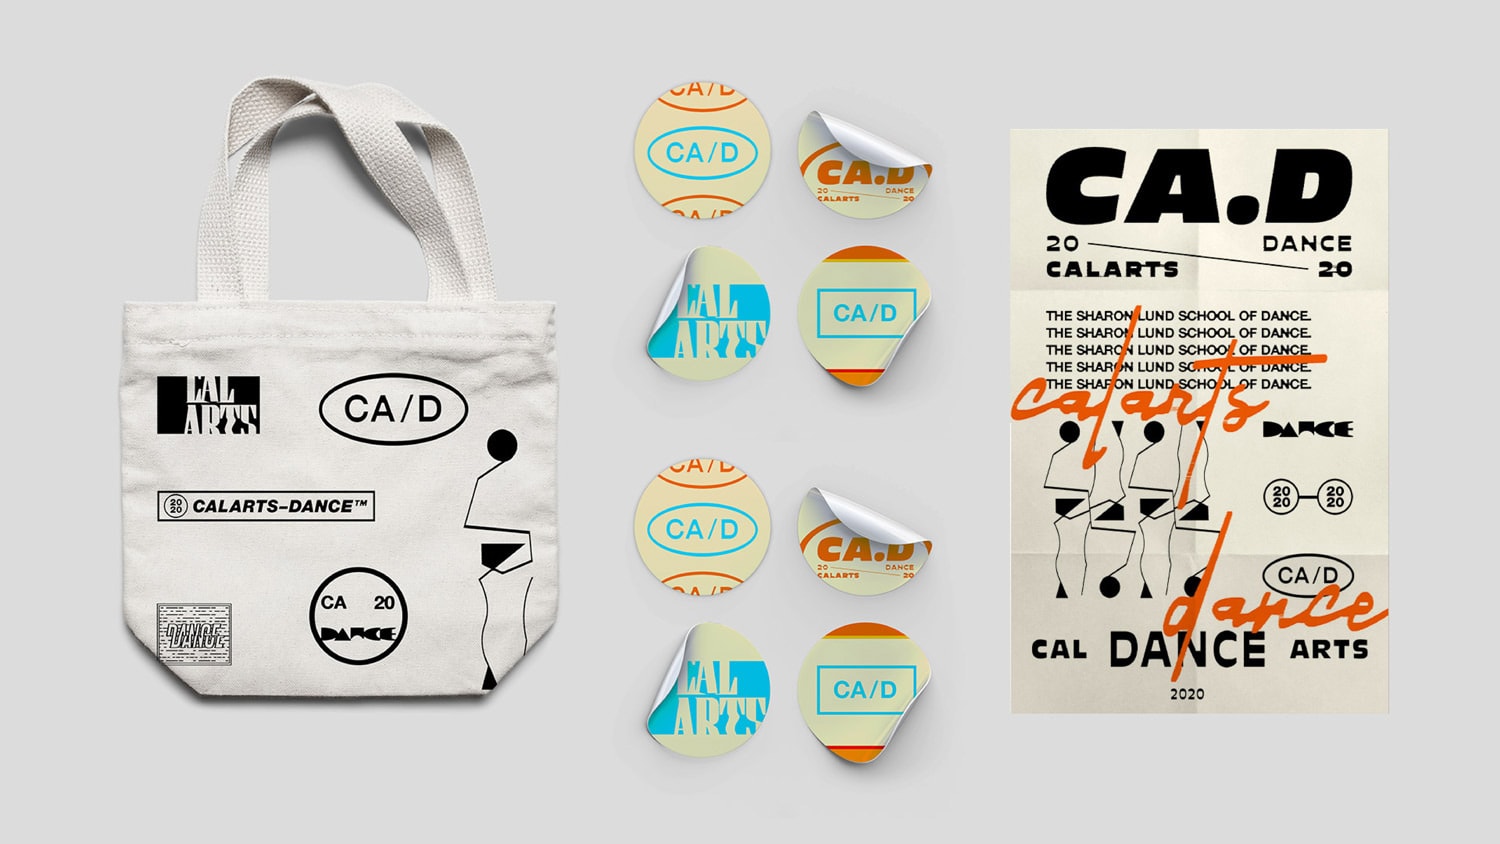 CAL
ARTS
CA/D
20
20
CALARTS-DANCE™
DANCE
CA 20
DANCE
CA/D
CA/D
CA/D
CA.D
20 DANCE
CALARTS 20
CAL
ARTS
CA/D
CA/D
CA/D
CA/D
CA.D
20 DANCE
CALARTS 20
CAL
ARTS
CA/D
CA.D
20 DANCE
CALARTS 20
THE SHARON LUND SCHOOL OF DANCE.
THE SHARON LUND SCHOOL OF DANCE.
THE SHARON LUND SCHOOL OF DANCE.
THE SHARON LUND SCHOOL OF DANCE.
THE SHARON LUND SCHOOL OF DANCE.
calarts
DANCE
20 20
20 20
CA/D
dance
CAL DANCE ARTS
2020